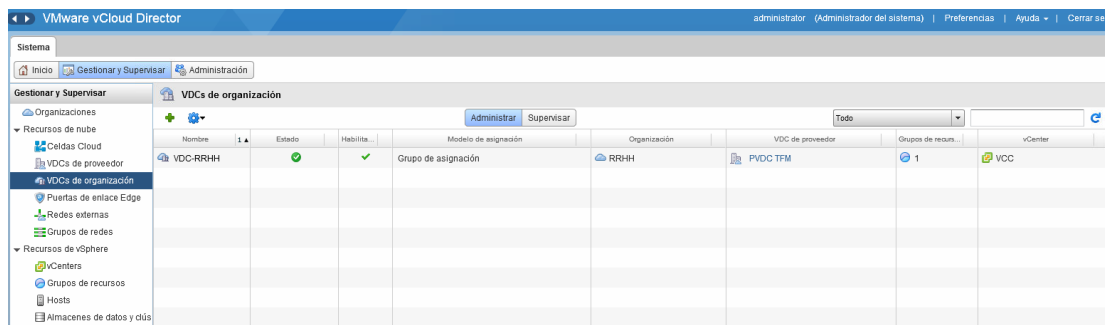 VMware vCloud Director
administrator (Administrador del sistema) | Preferencias | Ayuda | Cerrar se
Sistema
Inicio Gestionar y Supervisar Administración
Gestionar y Supervisar
VDCs de organización
Organizaciones
Administrar Supervisar
Todo
Recursos de nube
Nombre 1 Estado Habilita... Modelo de asignación Organización VDC de proveedor Grupos de recurs... vCenter
Celdas Cloud
VDC-RRHH Grupo de asignación RRHH PVDC TFM 1 VCC
VDCs de proveedor
VDCs de organización
Puertas de enlace Edge
Redes externas
Grupos de redes
Recursos de vSphere
vCenters
Grupos de recursos
Hosts
Almacenes de datos y clús